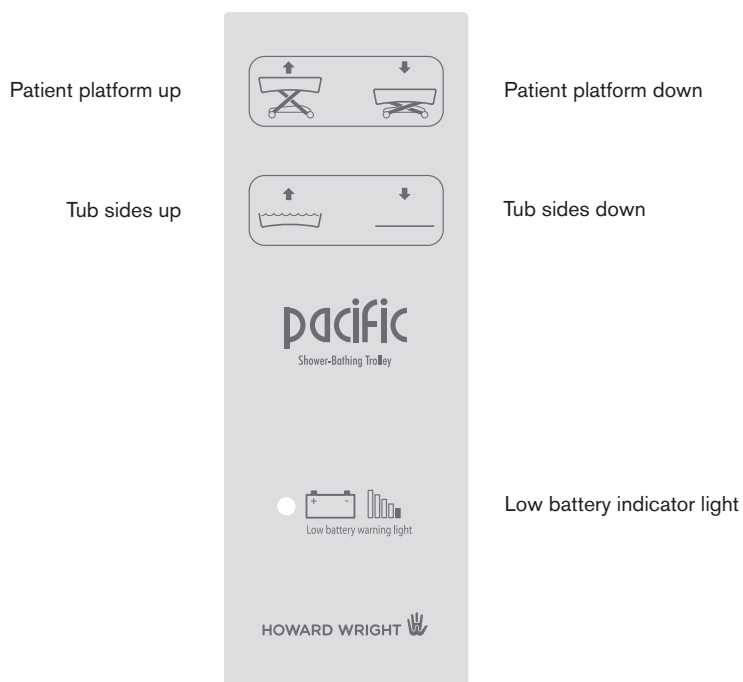 Patient platform up
Patient platform down
Tub sides up
Tub sides down
pacific
Shower-Bathing Trolley
+ -
Low battery indicator light
Low battery warning light
HOWARD WRIGHT